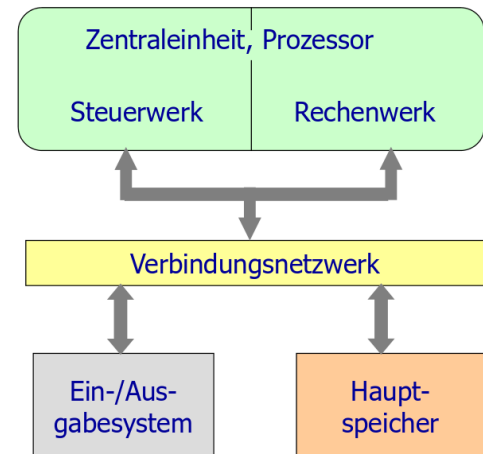 Zentraleinheit, Prozessor
Steuerwerk Rechenwerk
Verbindungsnetzwerk
Ein-/Aus-
gabesystem
Haupt-
speicher